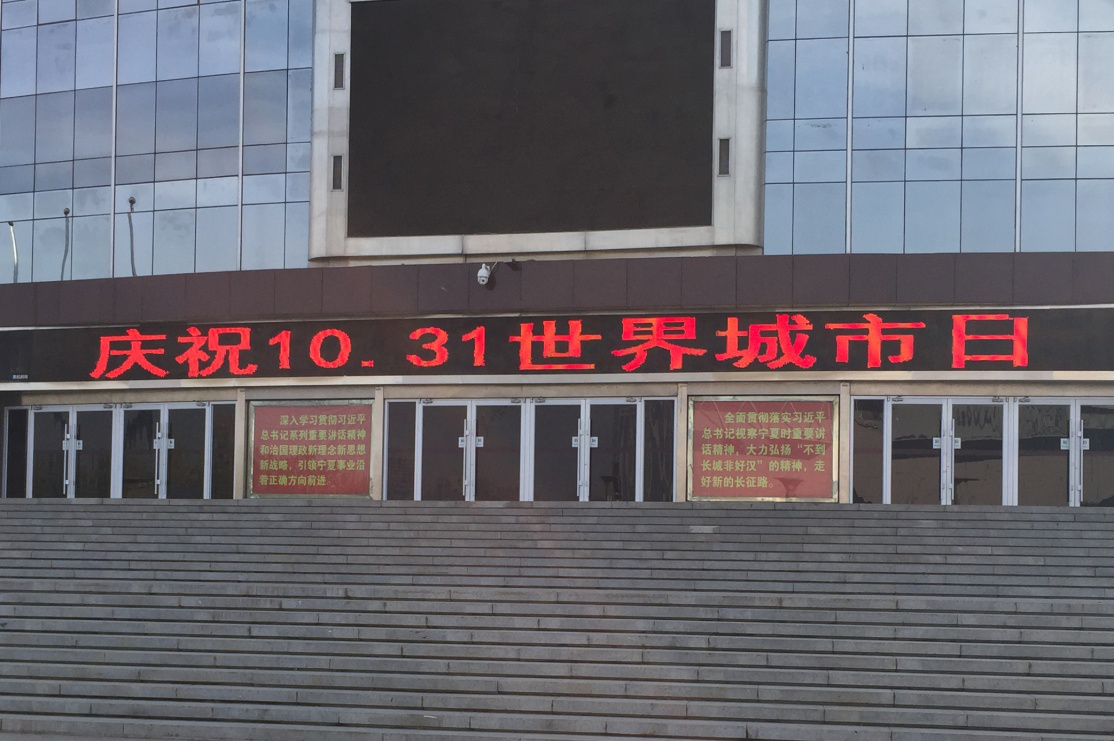 庆祝10.31世界城市日
深入学习贯彻习近平
总书记系列重要讲话精神
和治国理政新理念新思想
新战略，引领宁夏事业沿
着正确方向前进。
全面贯彻落实习近平
总书记视察宁夏时重要讲
话精神，大力弘扬“不到
长城非好汉”的精神，走
好新的长征路。